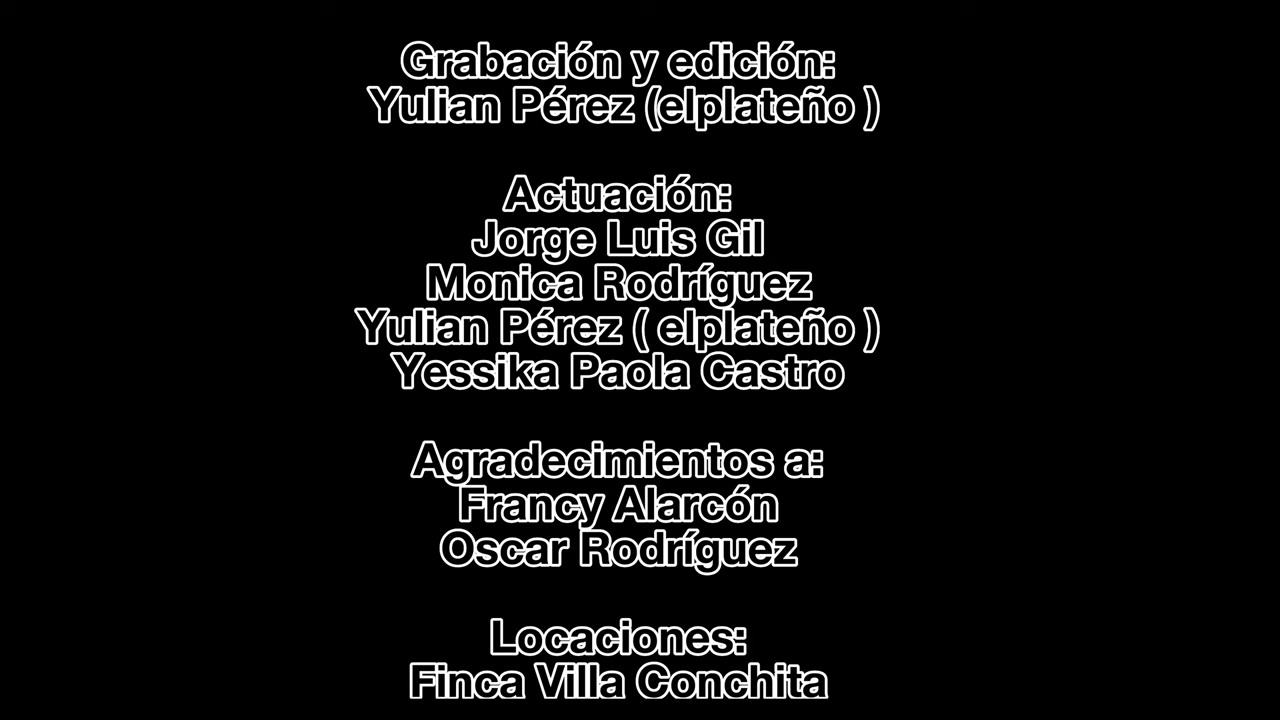 Grabación y edición:
Yulian Pérez (elplateño )
Actuación:
Jorge Luis Gil
Monica Rodríguez
Yulian Pérez ( elplateño )
Yessika Paola Castro
Agradecimientos a:
Francy Alarcón
Oscar Rodríguez
Locaciones:
Finca Villa Conchita